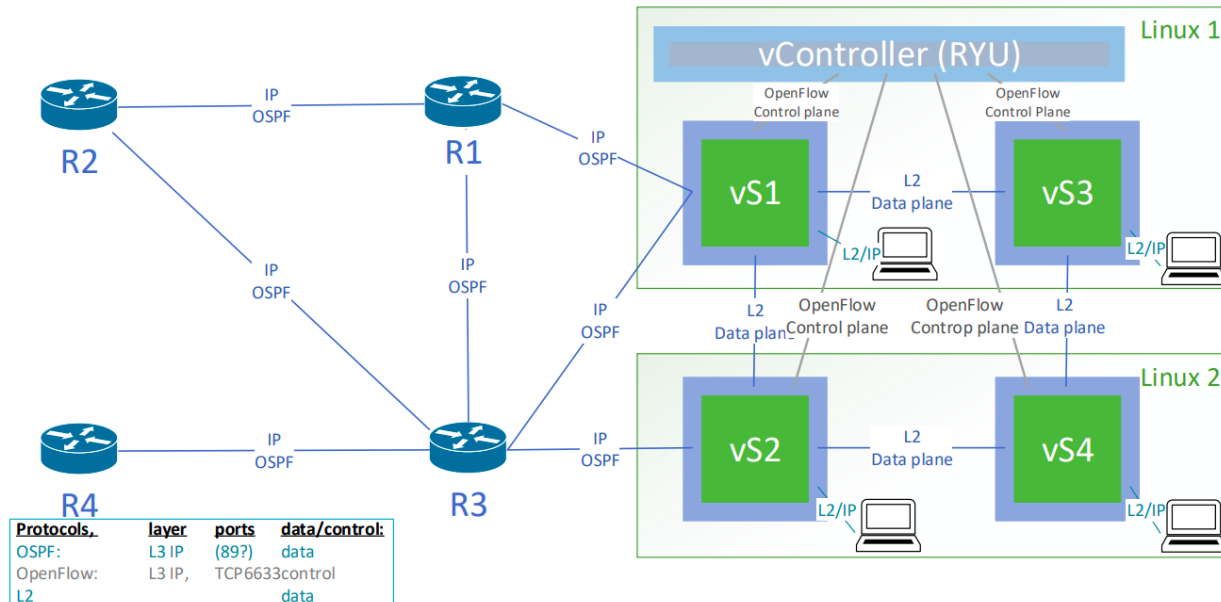 Linux 1
vController (RYU)
OpenFlow
Control plane
OpenFlow
Control Plane
IP
OSPF
R2
R1
IP
OSPF
vS1
L2
Data plane
vS3
L2/IP
L2/IP
IP
OSPF
IP
OSPF
IP
OSPF
L2
Data plane
OpenFlow
Control plane
OpenFlow
Controp plane
L2
Data plane
Linux 2
IP
OSPF
IP
OSPF
vS2
L2
Data plane
vS4
R4
R3
L2/IP
L2/IP
Protocols, layer ports data/control:
OSPF: L3 IP (89?) data
OpenFlow: L3 IP, TCP6633control
L2 data